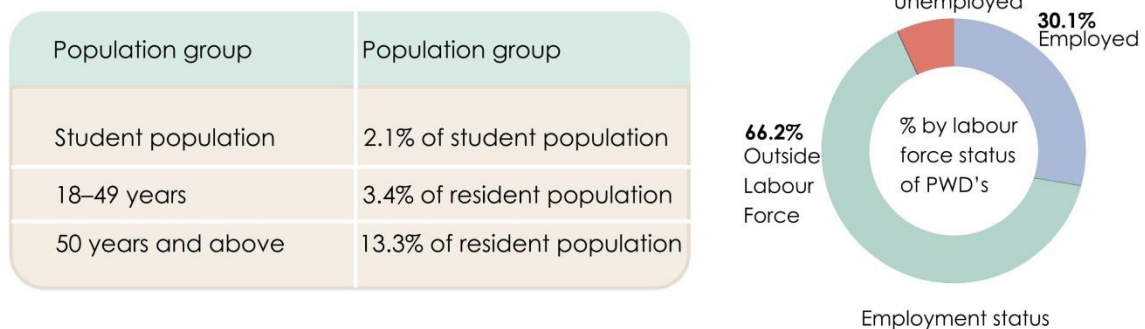 Population group Population group
Student population 2.1% of student population
18–49 years 3.4% of resident population
50 years and above 13.3% of resident population
Unemployed
30.1%
Employed
66.2%
Outside
Labour
Force
% by labour
force status
of PWD's
Employment status